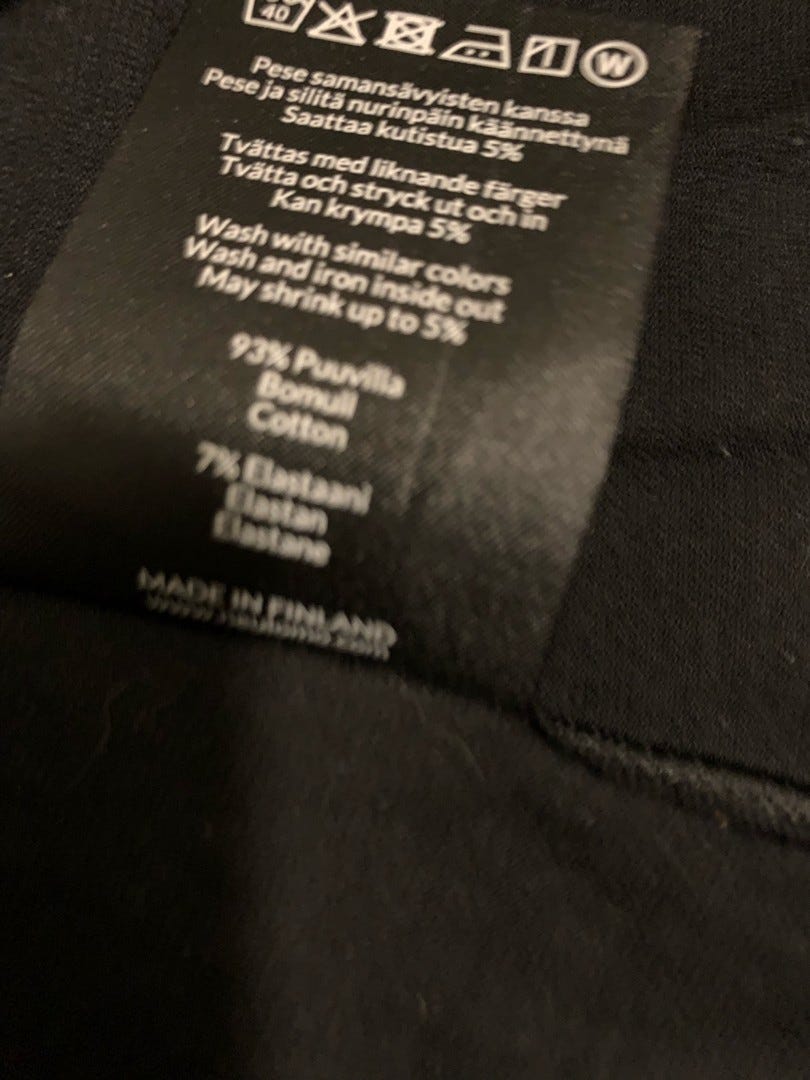 40
W
Pese samansävyisten kanssa
Pese ja silitä nurinpäin käännettynä
Saattaa kutistua 5%
Tvättas med liknande färger
Tvätta och stryck ut och in
Kan krympa 5%
Wash with similar colors
Wash and iron inside out
May shrink up to 5%
93% Puuvilla
Bomull
Cotton
7% Elastaani
Elastan
Elastane
MADE IN FINLAND